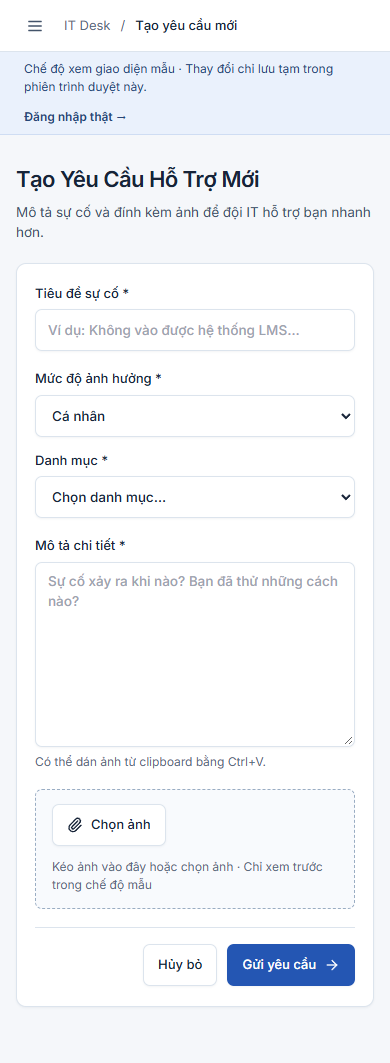 IT Desk / Tạo yêu cầu mới
Chế độ xem giao diện mẫu · Thay đổi chỉ lưu tạm trong
phiên trình duyệt này.
Đăng nhập thật →
Tạo Yêu Cầu Hỗ Trợ Mới
Mô tả sự cố và đính kèm ảnh để đội IT hỗ trợ bạn nhanh
hơn.
Tiêu đề sự cố *
Ví dụ: Không vào được hệ thống LMS...
Mức độ ảnh hưởng *
Cá nhân
Danh mục *
Chọn danh mục...
Mô tả chi tiết *
Sự cố xảy ra khi nào? Bạn đã thử những cách
nào?
Có thể dán ảnh từ clipboard bằng Ctrl+V.
Chọn ảnh
Kéo ảnh vào đây hoặc chọn ảnh · Chỉ xem trước
trong chế độ mẫu
Hủy bỏ
Gửi yêu cầu →